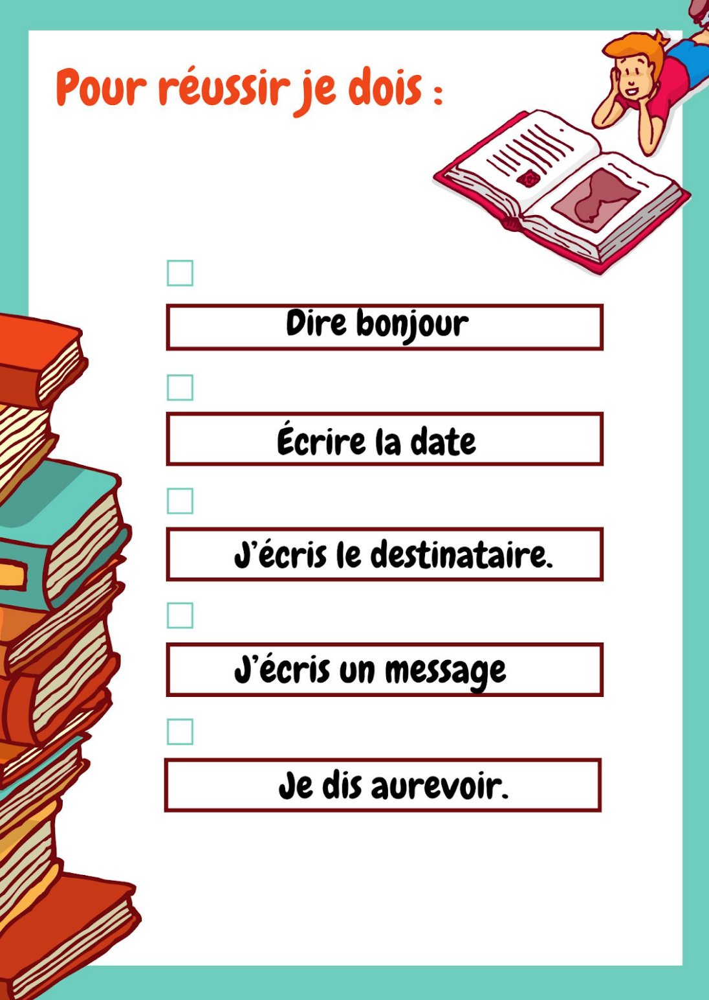 Pour réussir je dois :
Dire bonjour
Écrire la date
J'écris le destinataire.
J'écris un message
Je dis aurevoir.